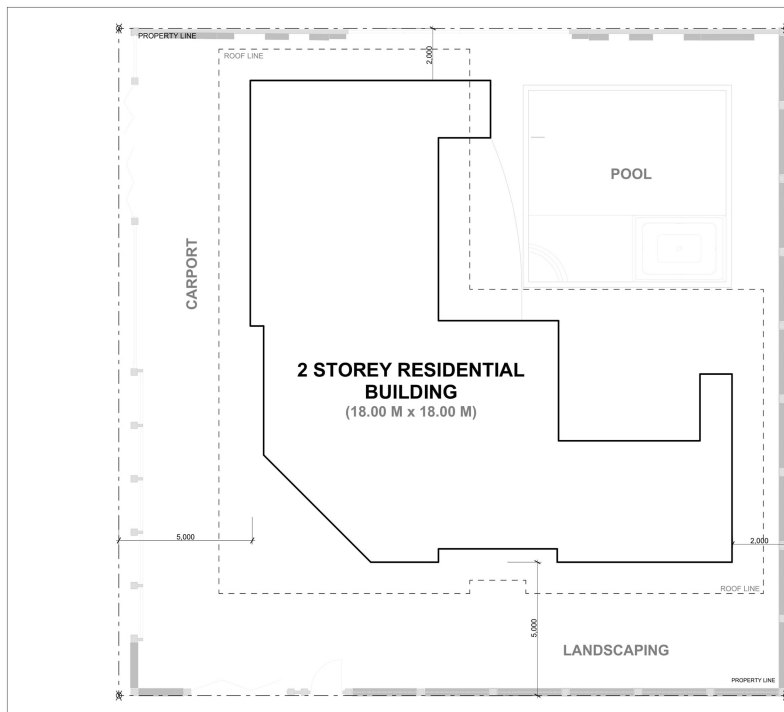 PROPERTY LINE
ROOF LINE
2,000
POOL
CARPORT
2 STOREY RESIDENTIAL
BUILDING
(18.00 M x 18.00 M)
5,000
2,000
ROOF LINE
5,000
LANDSCAPING
PROPERTY LINE